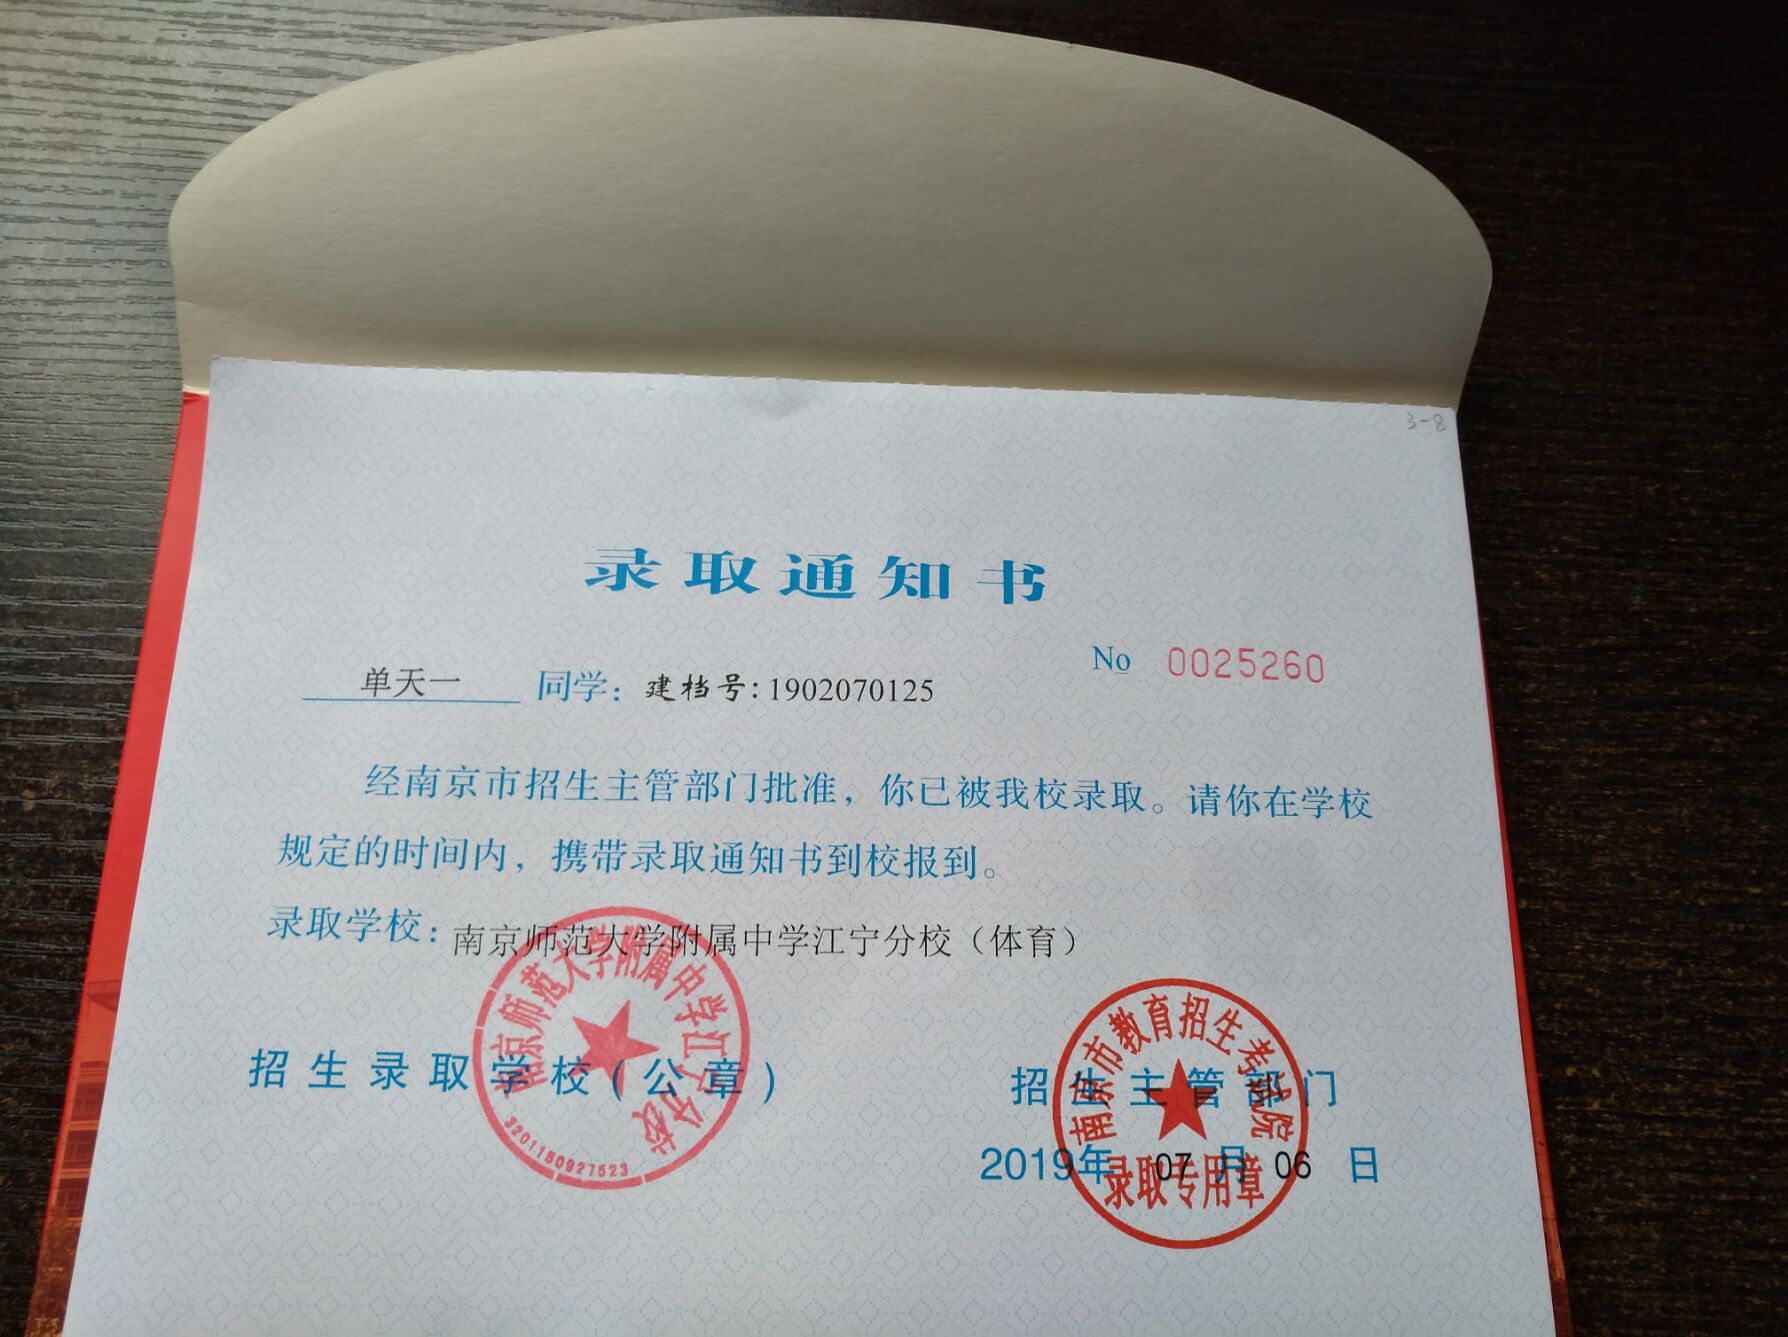 3-8
录取通知书
No 0025260
单天一 同学：建档号：1902070125
经南京市招生主管部门批准，你已被我校录取。请你在学校
规定的时间内，携带录取通知书到校报到。
录取学校：南京师范大学附属中学江宁分校（体育）
南京师范大学附属中学江宁分校
3201150927523
招生录取学校(公章)
南京市教育招生考试院
录取专用章
招生主管部门
2019年07月06日